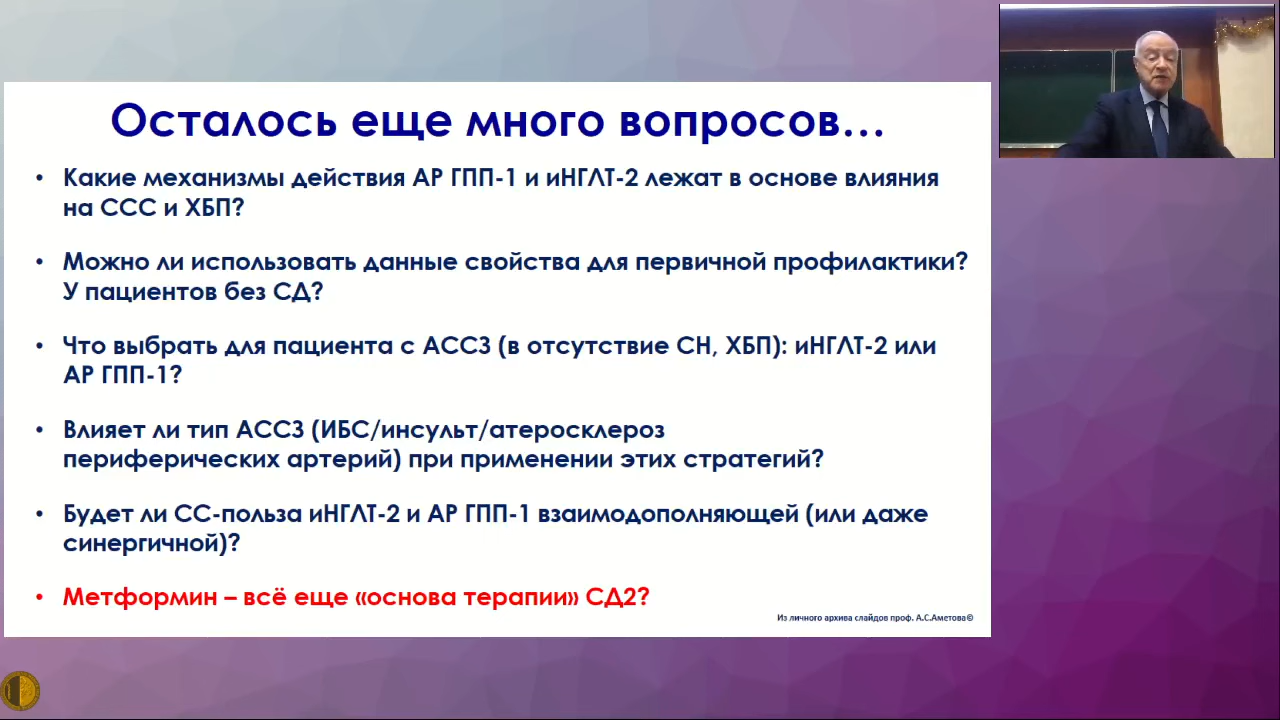 Осталось еще много вопросов...
• Какие механизмы действия АР ГПП-1 и иНГЛТ-2 лежат в основе влияния
на ССС и ХБП?
• Можно ли использовать данные свойства для первичной профилактики?
У пациентов без СД?
• Что выбрать для пациента с АССЗ (в отсутствие СН, ХБП): иНГЛТ-2 или
АР ГПП-1?
• Влияет ли тип АССЗ (ИБС/инсульт/атеросклероз
периферических артерий) при применении этих стратегий?
• Будет ли СС-польза иНГЛТ-2 и АР ГПП-1 взаимодополняющей (или даже
синергичной)?
• Метформин – всё еще «основа терапии» СД2?
Из личного архива слайдов проф. А.С.Аметова©